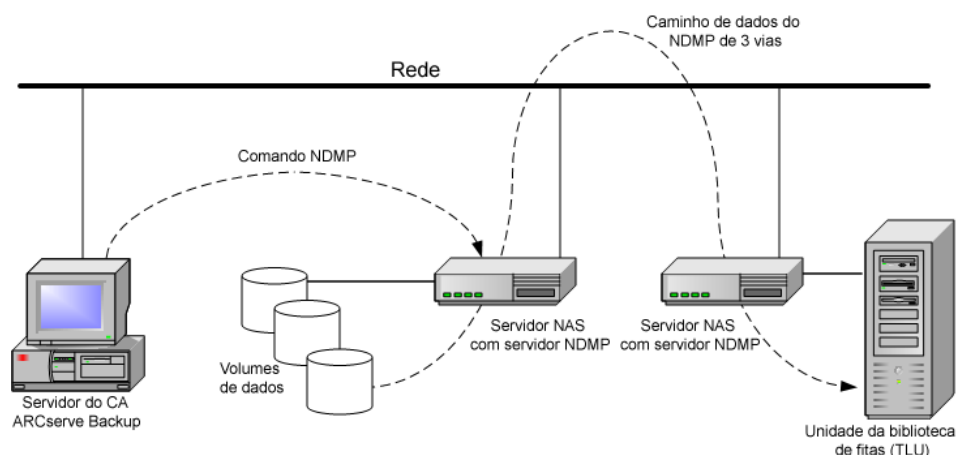 Caminho de dados do
NDMP de 3 vias
Rede
Comando NDMP
Servidor do CA
ARCserve Backup
Volumes
de dados
Servidor NAS
com servidor NDMP
Servidor NAS
com servidor NDMP
Unidade da biblioteca
de fitas (TLU)